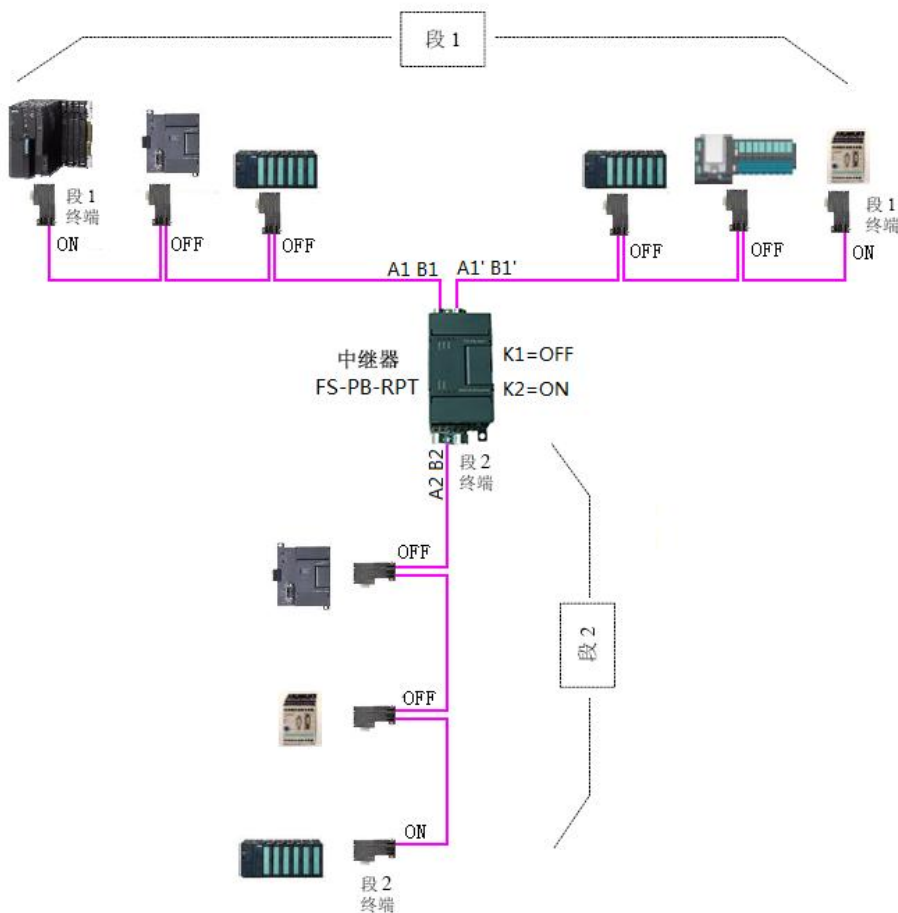 段 1
段 1
终端
ON
OFF
OFF
OFF
OFF
段 1
终端
ON
A1 B1
A1' B1'
中继器
FS-PB-RPT
K1=OFF
K2=ON
A2 B2
段 2
终端
OFF
段 2
OFF
ON
段 2
终端